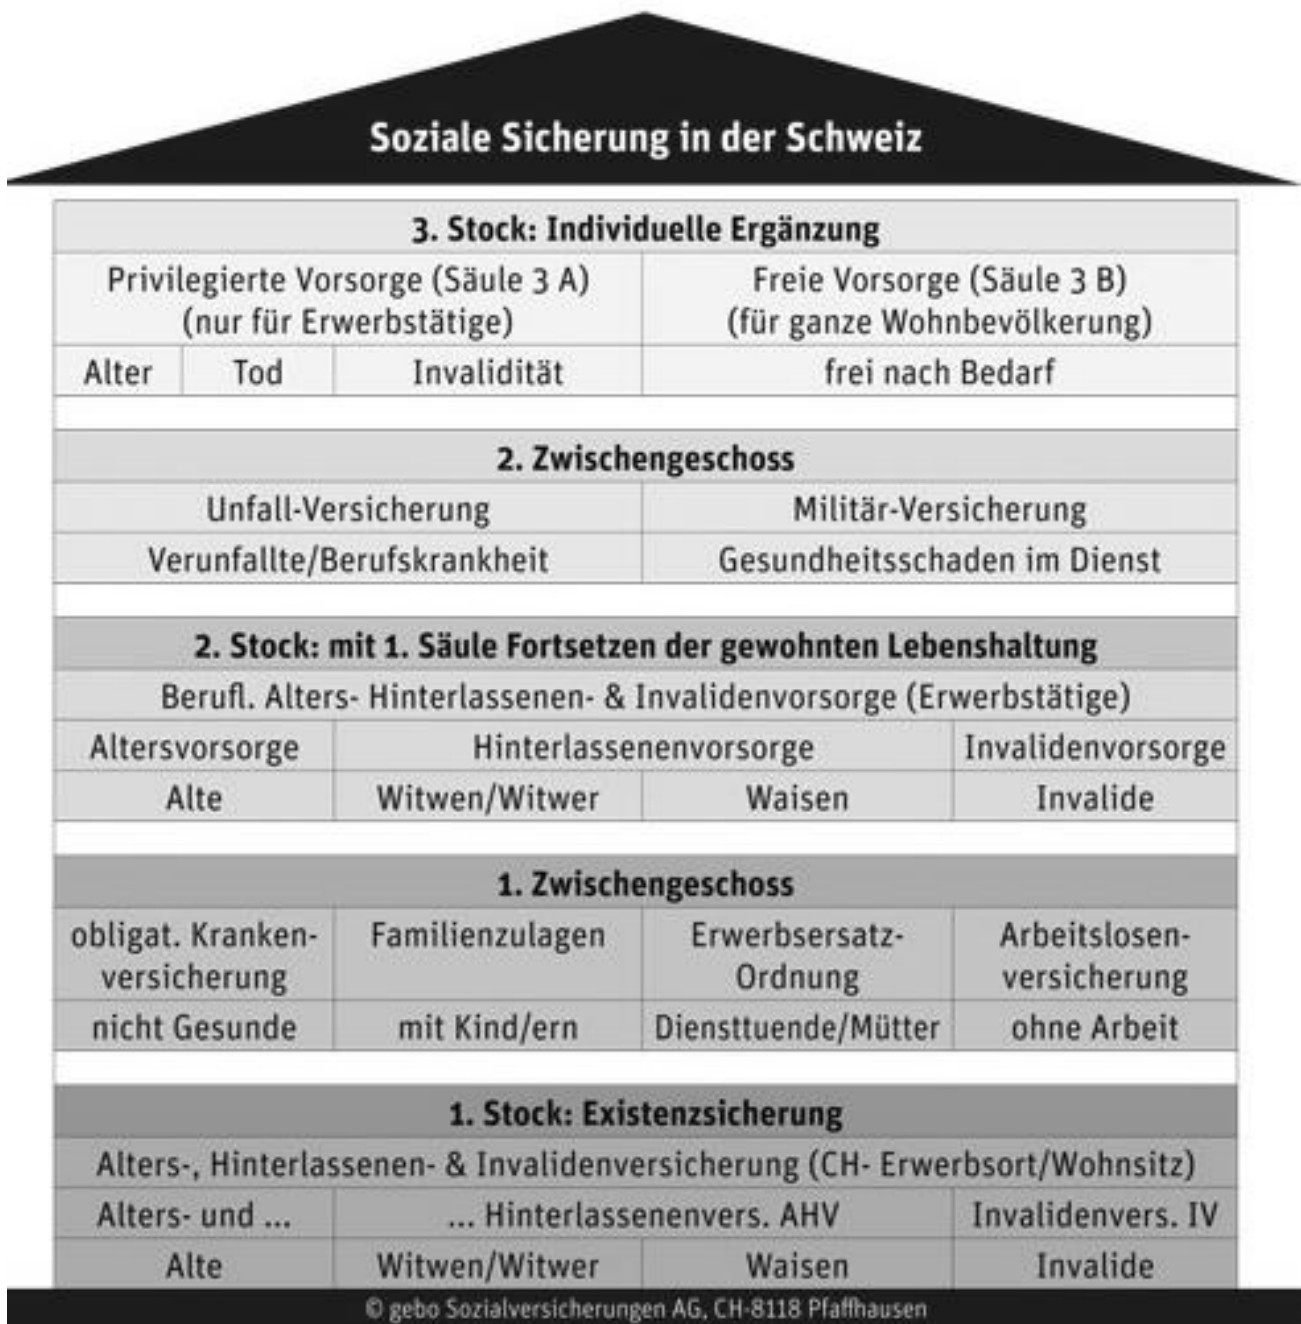 Soziale Sicherung in der Schweiz
3. Stock: Individuelle Ergänzung
Privilegierte Vorsorge (Säule 3 A)
(nur für Erwerbstätige)
Freie Vorsorge (Säule 3 B)
(für ganze Wohnbevölkerung)
Alter Tod Invalidität frei nach Bedarf
2. Zwischengeschoss
Unfall-Versicherung Militär-Versicherung
Verunfallte/Berufskrankheit Gesundheitsschaden im Dienst
2. Stock: mit 1. Säule Fortsetzen der gewohnten Lebenshaltung
Berufl. Alters- Hinterlassenen- & Invalidenvorsorge (Erwerbstätige)
Altersvorsorge Hinterlassenenvorsorge Invalidenvorsorge
Alte Witwen/Witwer Waisen Invalide
1. Zwischengeschoss
obligat. Kranken-
versicherung
Familienzulagen
Erwerbsersatz-
Ordnung
Arbeitslosen-
versicherung
nicht Gesunde mit Kind/ern Diensttuende/Mütter ohne Arbeit
1. Stock: Existenzsicherung
Alters-, Hinterlassenen- & Invalidenversicherung (CH- Erwerbsort/Wohnsitz)
Alters- und ... ... Hinterlassenenvers. AHV Invalidenvers. IV
Alte Witwen/Witwer Waisen Invalide
© gebo Sozialversicherungen AG, CH-8118 Pfaffhausen